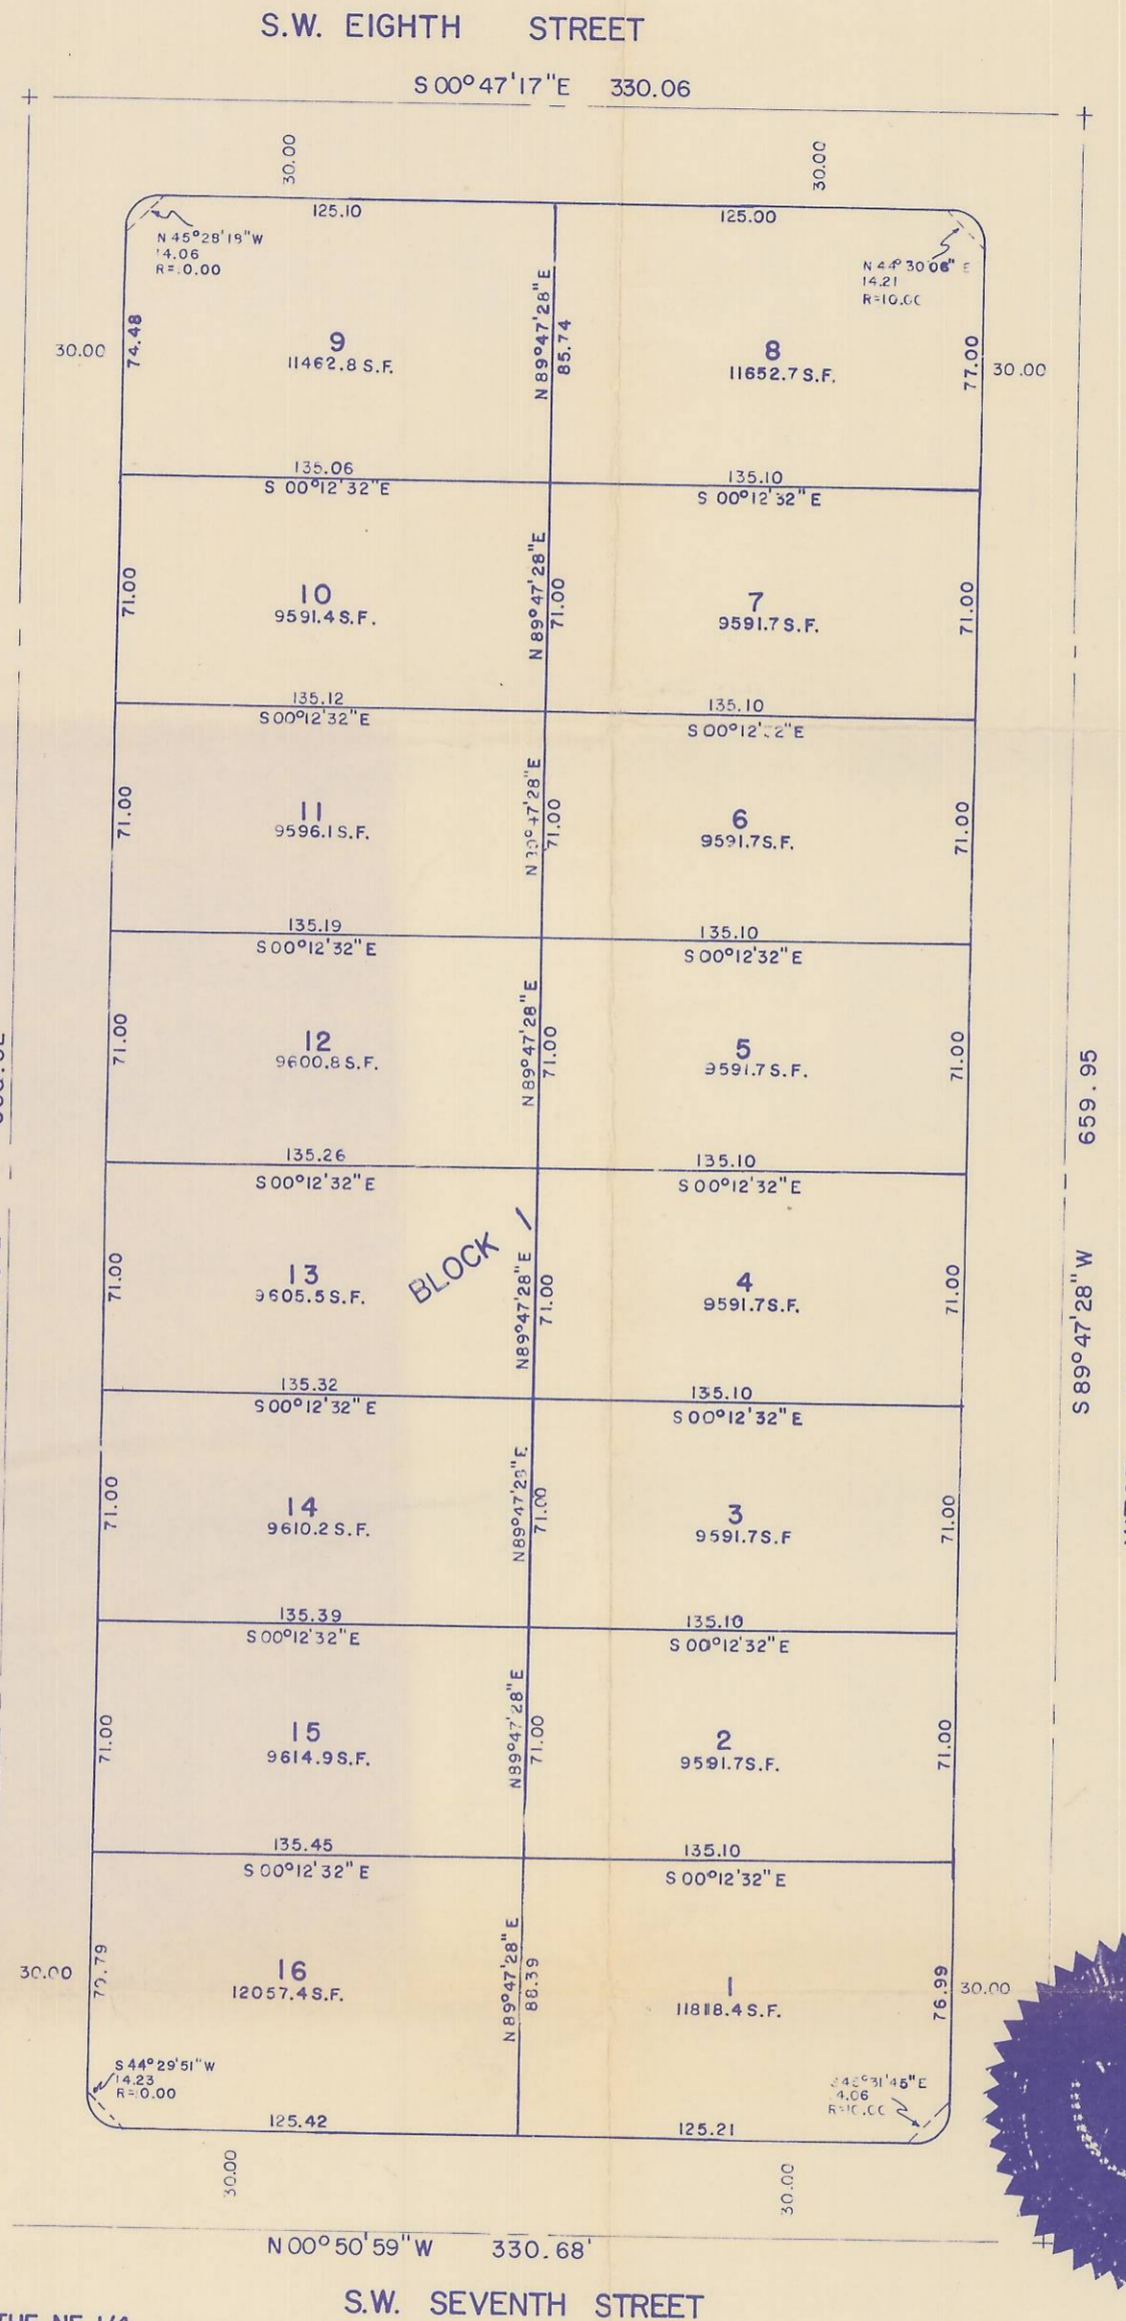 S.W. EIGHTH STREET
S 00°47'17"E 330.06
30.00 30.00
125.10 125.00
N 45°28'18"W
14.06
N 44°30'06" E
14.21
R=10.00
30.00 74.48
9
11462.8 S.F.
N 89°47'28"E
85.74
8
11652.7 S.F.
77.00 30.00
135.06 135.10
S 00°12'32"E S 00°12'32"E
71.00
10
9591.4 S.F.
N 89°47'28"E
71.00
7
9591.7 S.F.
71.00
135.12 135.10
S 00°12'32"E S 00°12'32"E
71.00
11
9596.1 S.F.
71.00
6
9591.7 S.F.
71.00
135.19 135.10
S 00°12'32"E S 00°12'32"E
71.00
12
9600.8 S.F.
N 89°47'28"E
71.00
5
9591.7 S.F.
71.00
659.95
135.26 135.10
S 00°12'32"E S 00°12'32"E
BLOCK 1
71.00
13
9605.5 S.F.
N 89°47'28"E
71.00
4
9591.7 S.F.
71.00
S 89°47'28"W
135.32 135.10
S 00°12'32"E S 00°12'32"E
71.00
14
9610.2 S.F.
N 89°47'28"E
71.00
3
9591.7 S.F
71.00
135.39 135.10
S 00°12'32"E S 00°12'32"E
71.00
15
9614.9 S.F.
N 89°47'28"E
71.00
2
9591.7 S.F.
71.00
135.45 135.10
S 00°12'32"E S 00°12'32"E
30.00
16
12057.4 S.F.
N 89°47'28"E
1
11818.4 S.F.
76.99 30.00
S 44°29'51"W
14.23
R=10.00
125.42 125.21
30.00 30.00
N 00°50'59"W 330.68'
S.W. SEVENTH STREET